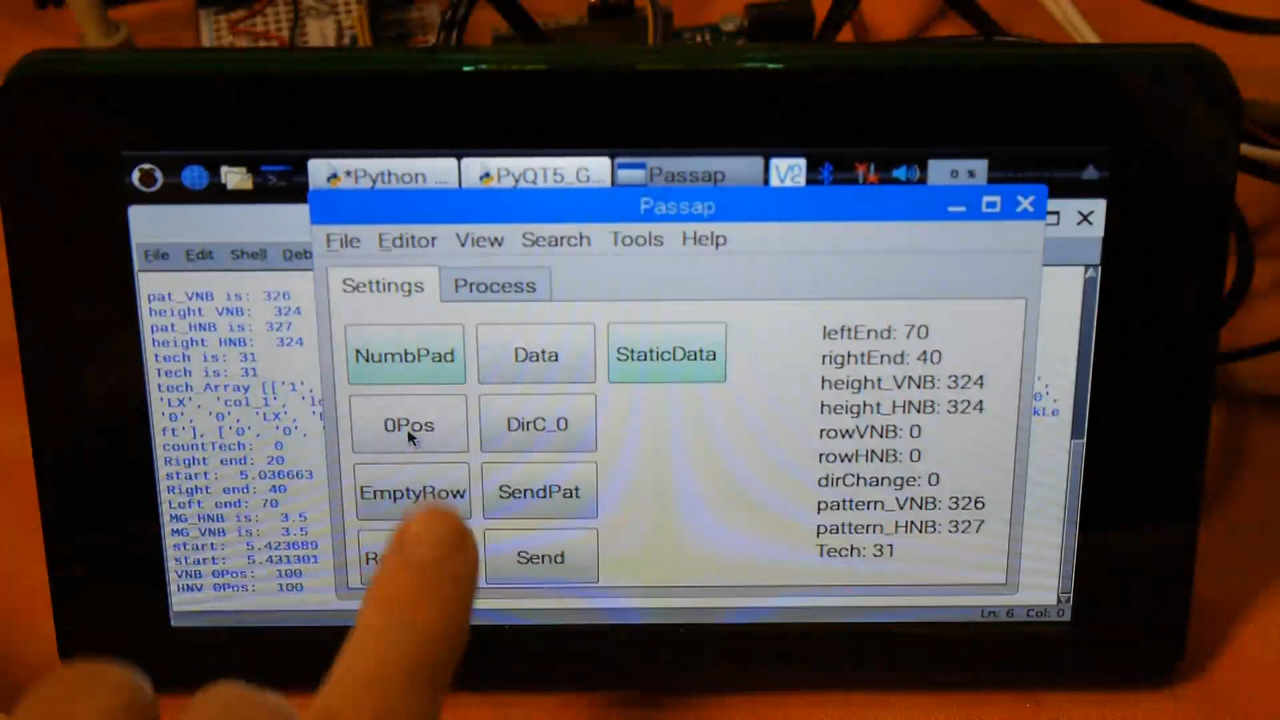 *Python ...
PyQT5_G...
Passap
V2
0 %
Passap
File Editor View Search Tools Help
File Edit Shell Deb
Settings Process
NumbPad Data StaticData
0Pos DirC_0
EmptyRow SendPat
Send
leftEnd: 70
rightEnd: 40
height_VNB: 324
height_HNB: 324
rowVNB: 0
rowHNB: 0
dirChange: 0
pattern_VNB: 326
pattern_HNB: 327
Tech: 31
pat_VNB is: 326
height VNB: 324
pat_HNB is: 327
height HNB: 324
tech is: 31
Tech is: 31
tech_Array [['1',
'LX', 'col_1', 'l
'0', '0', 'LX',
ft'], ['0', '0',
countTech: 0
Right end: 20
start: 5.036663
Right end: 40
Left end: 70
MG_HNB is: 3.5
MG_VNB is: 3.5
start: 5.423689
start: 5.431301
VNB 0Pos: 100
HNV 0Pos: 100
Ln: 6 Col: 0